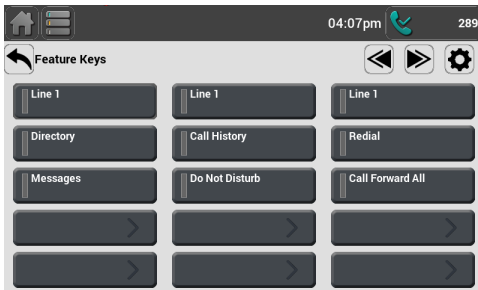 04:07pm 289
Feature Keys
Line 1 Line 1 Line 1
Directory Call History Redial
Messages Do Not Disturb Call Forward All